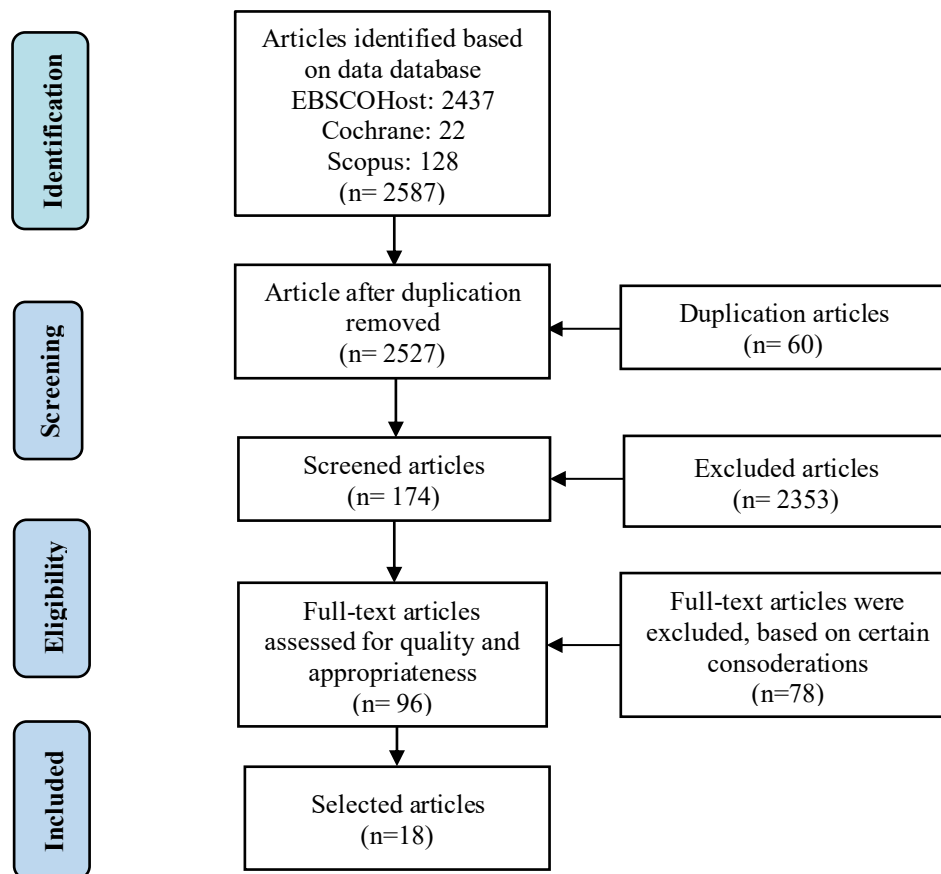 Identification
Articles identified based
on data database
EBSCOHost: 2437
Cochrane: 22
Scopus: 128
(n= 2587)
Screening
Article after duplication
removed
(n= 2527)
Duplication articles
(n= 60)
Screened articles
(n= 174)
Excluded articles
(n= 2353)
Eligibility
Full-text articles
assessed for quality and
appropriateness
(n= 96)
Full-text articles were
excluded, based on certain
consoderations
(n=78)
Included
Selected articles
(n=18)